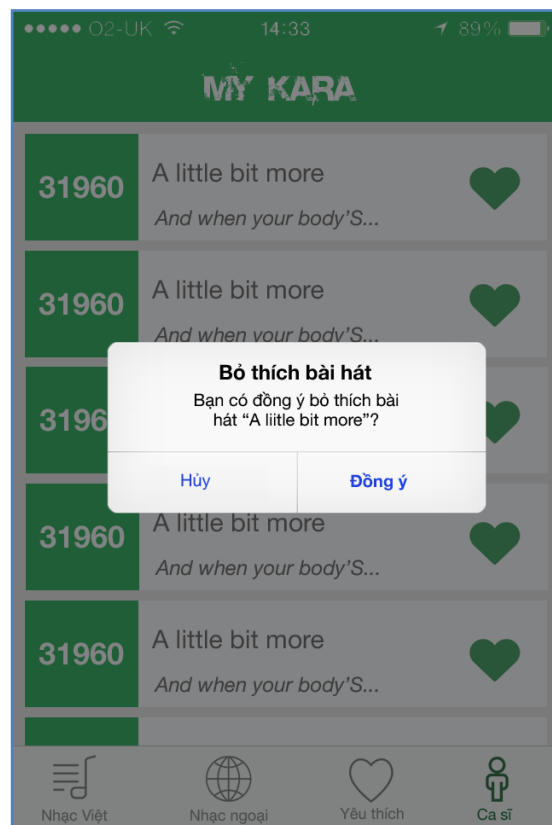 ●●●●● O2-UK 14:33 89%
MY KARA
31960
A little bit more
And when your body'S...
31960
A little bit more
And when your body'S...
Bỏ thích bài hát
Bạn có đồng ý bỏ thích bài
hát “A liitle bit more”?
Hủy Đồng ý
3196
31960
A little bit more
And when your body'S...
31960
A little bit more
And when your body'S...
Nhạc Việt Nhạc ngoại Yêu thích Ca sĩ